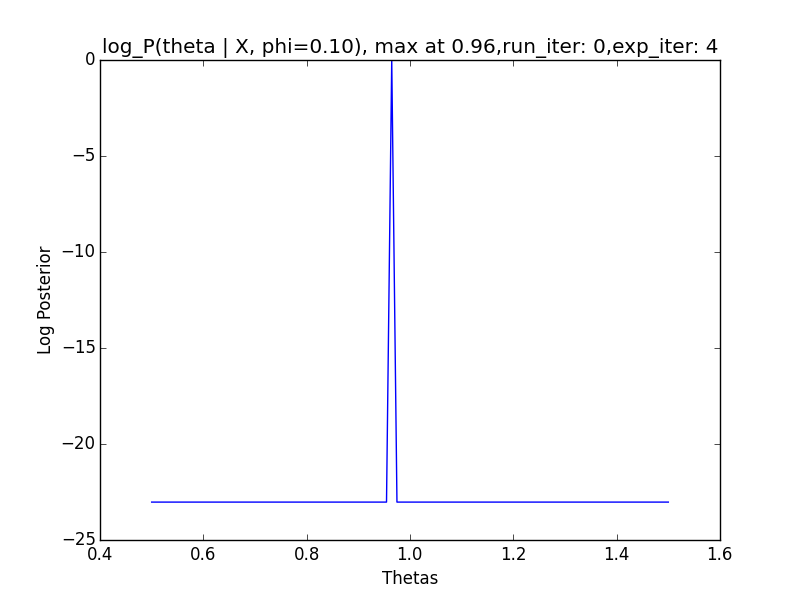 log_P(theta | X, phi=0.10), max at 0.96,run_iter: 0,exp_iter: 4
0
−5
−10
−15
−20
−25
Log Posterior
0.4 0.6 0.8 1.0 1.2 1.4 1.6
Thetas